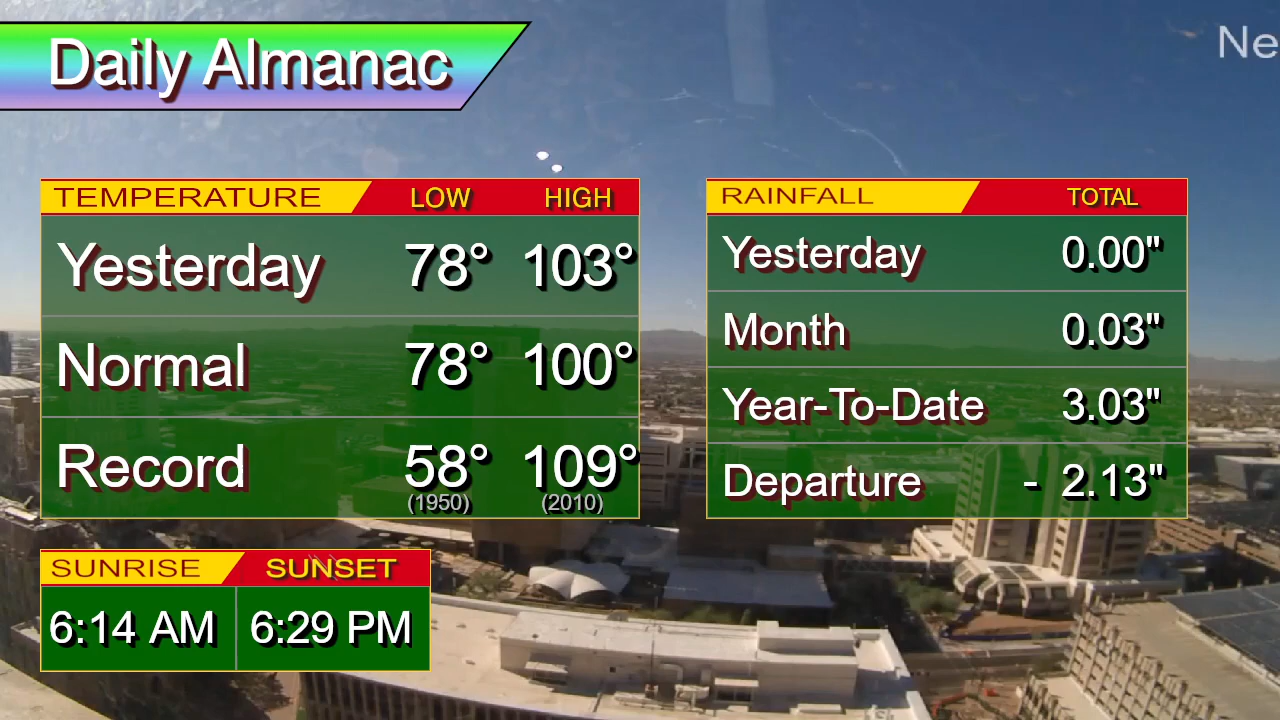 Daily Almanac
Ne
TEMPERATURE LOW HIGH
Yesterday 78° 103°
Normal 78° 100°
Record 58° 109°
(1950) (2010)
RAINFALL TOTAL
Yesterday 0.00"
Month 0.03"
Year-To-Date 3.03"
Departure - 2.13"
SUNRISE SUNSET
6:14 AM 6:29 PM